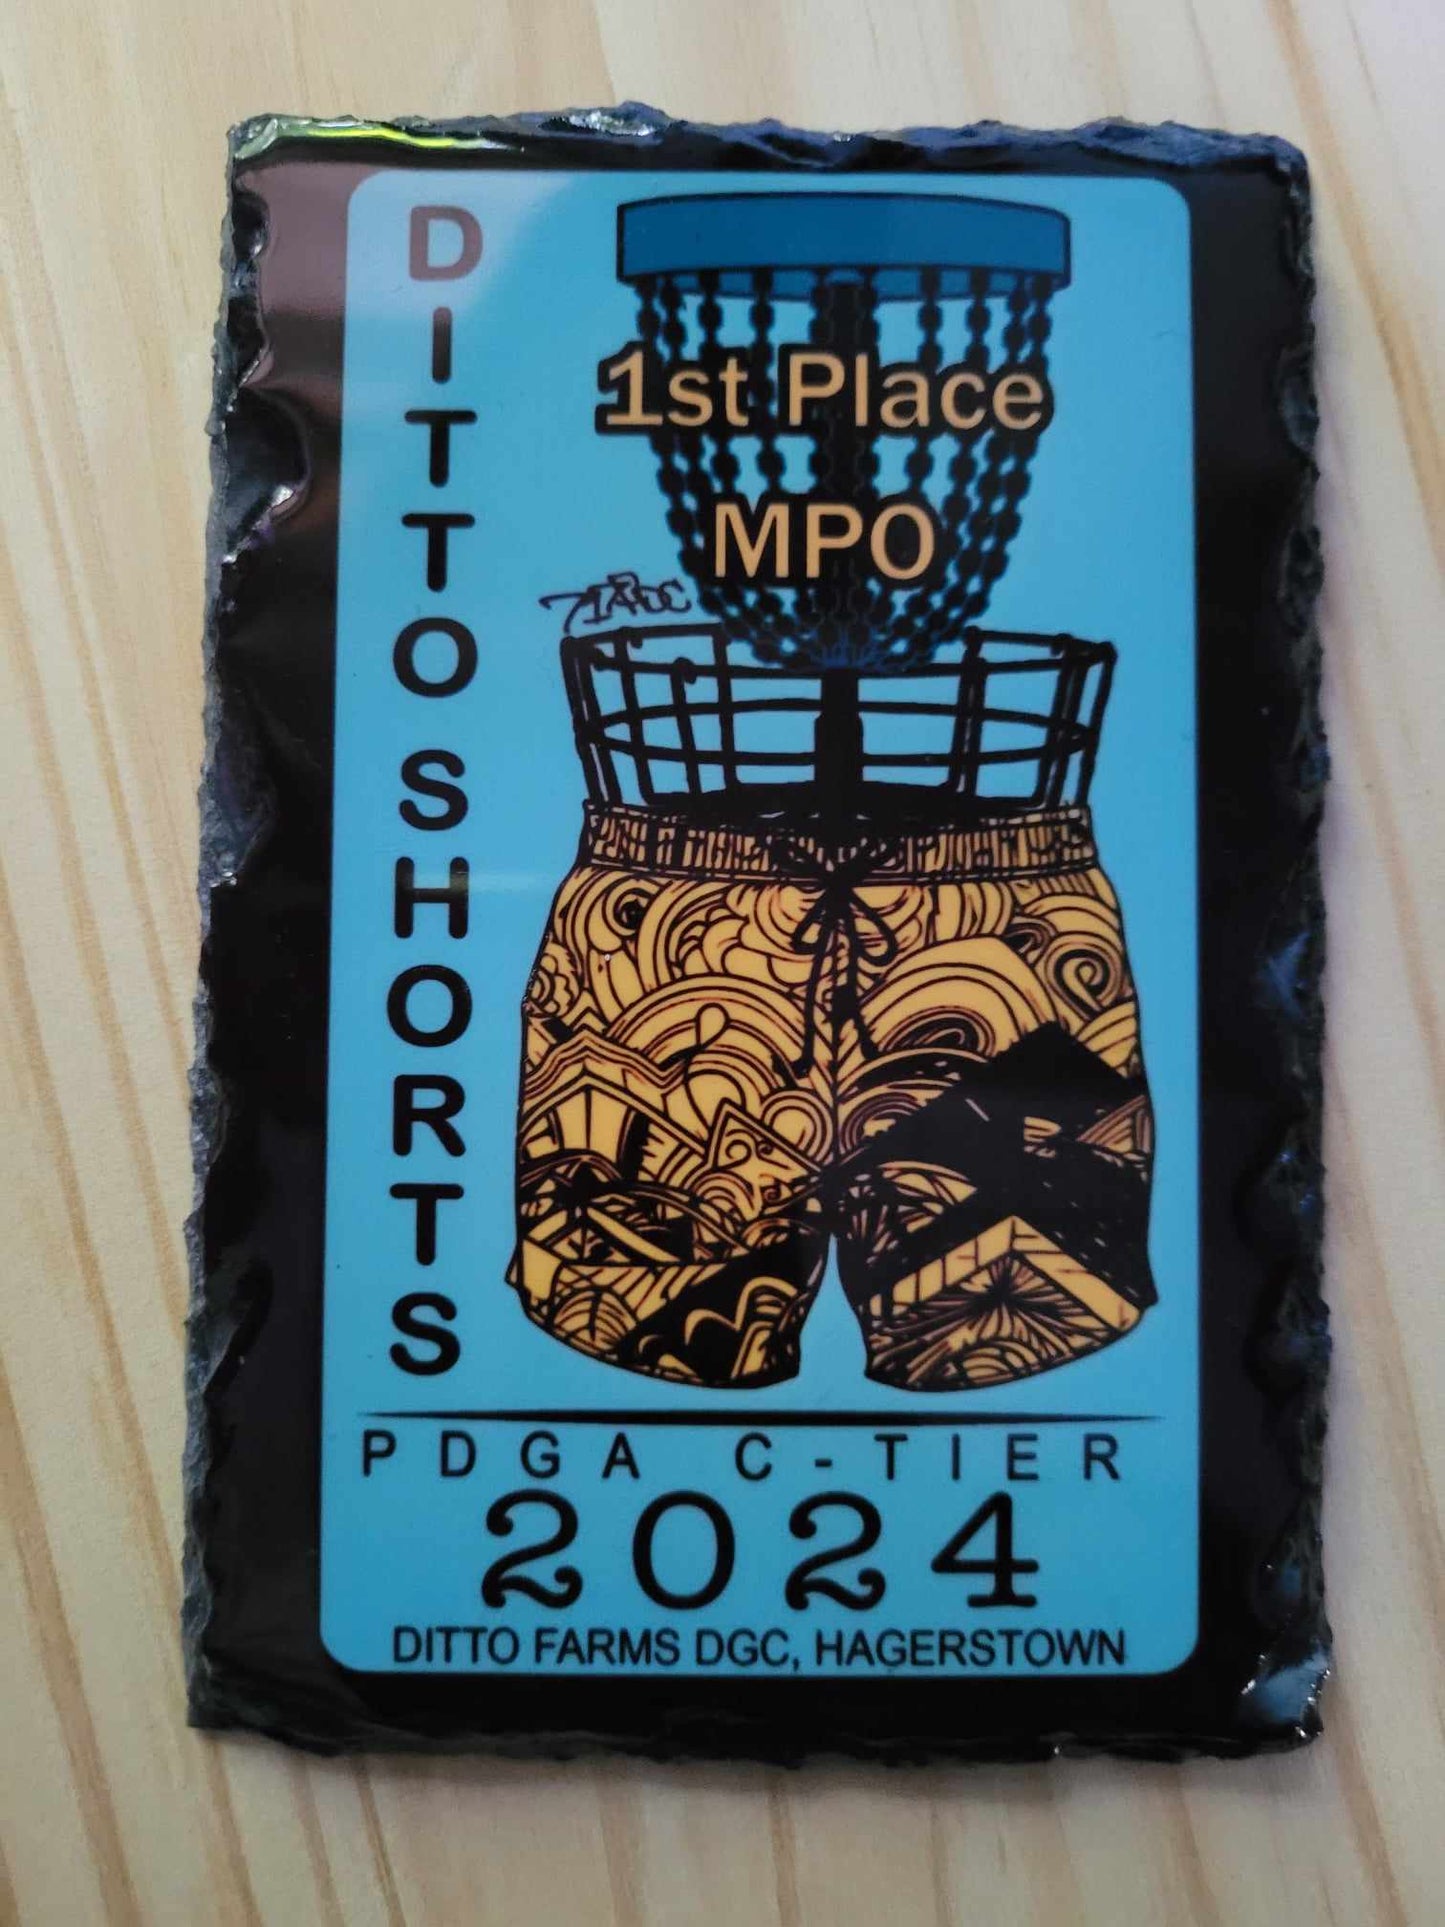 DITTO SHORTS
1st Place
MPO
PDGA C-TIER
2024
DITTO FARMS DGC, HAGERSTOWN